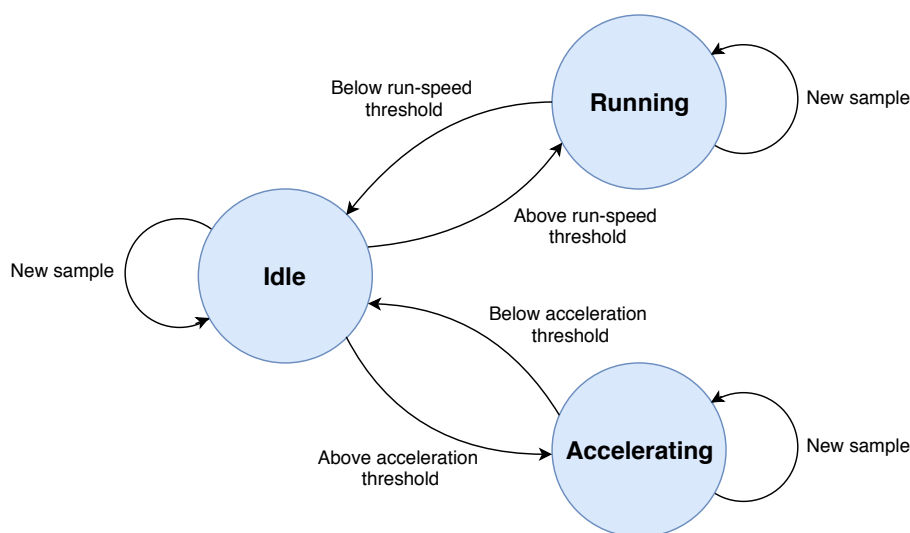 Below run-speed
threshold
Running
New sample
Above run-speed
threshold
New sample
Idle
Below acceleration
threshold
Above acceleration
threshold
Accelerating
New sample